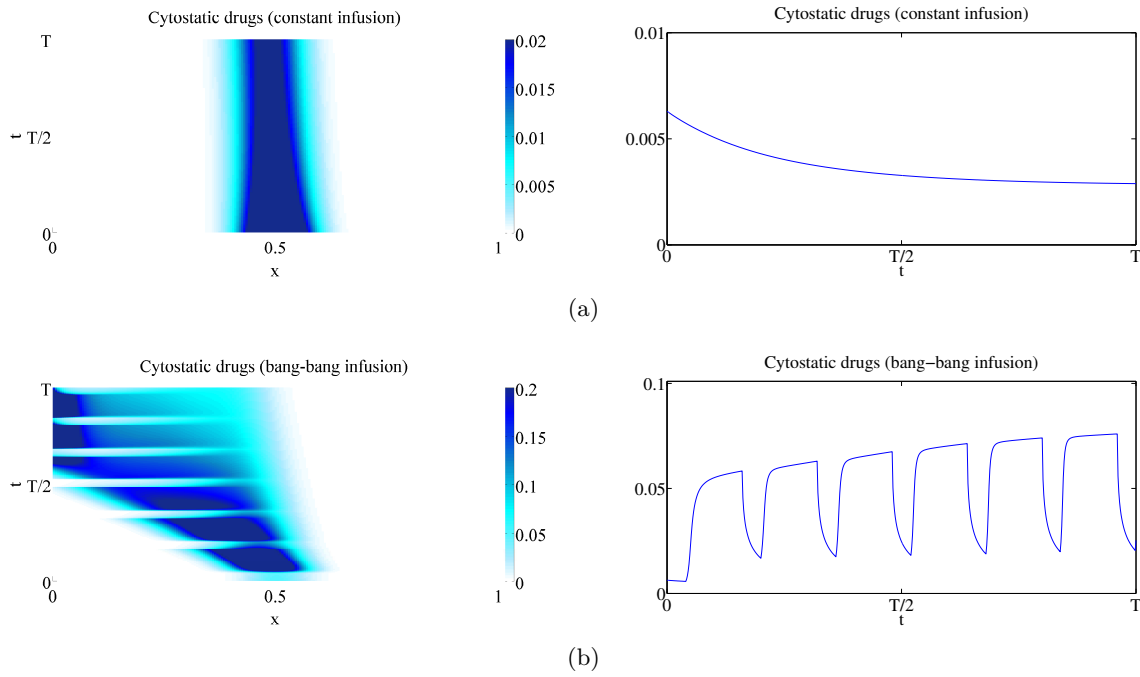 Cytostatic drugs (constant infusion)
T
t T/2
0
0 0.5 1
x
0.02
0.015
0.01
0.005
0
Cytostatic drugs (constant infusion)
0.01
0.005
0
0 T/2 T
t
(a)
Cytostatic drugs (bang-bang infusion)
T
t T/2
0
0 0.5 1
x
0.2
0.15
0.1
0.05
0
Cytostatic drugs (bang−bang infusion)
0.1
0.05
0
0 T/2 T
t
(b)